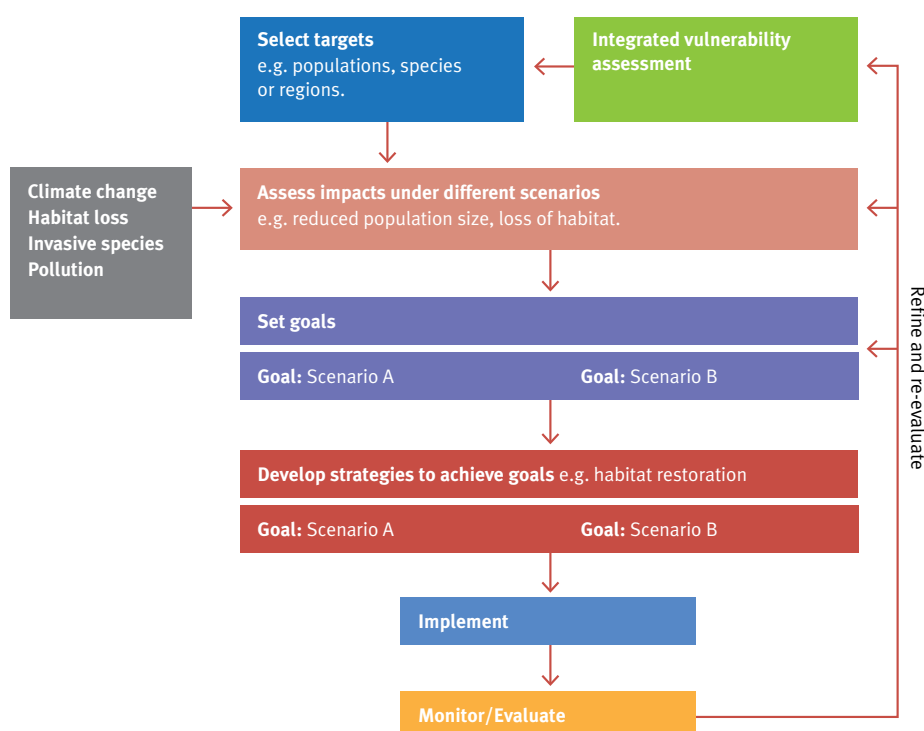 Select targets
e.g. populations, species
or regions.
Integrated vulnerability
assessment
Climate change
Habitat loss
Invasive species
Pollution
Assess impacts under different scenarios
e.g. reduced population size, loss of habitat.
Set goals
Goal: Scenario A
Goal: Scenario B
Develop strategies to achieve goals e.g. habitat restoration
Goal: Scenario A
Goal: Scenario B
Implement
Monitor/Evaluate
Refine and re-evaluate